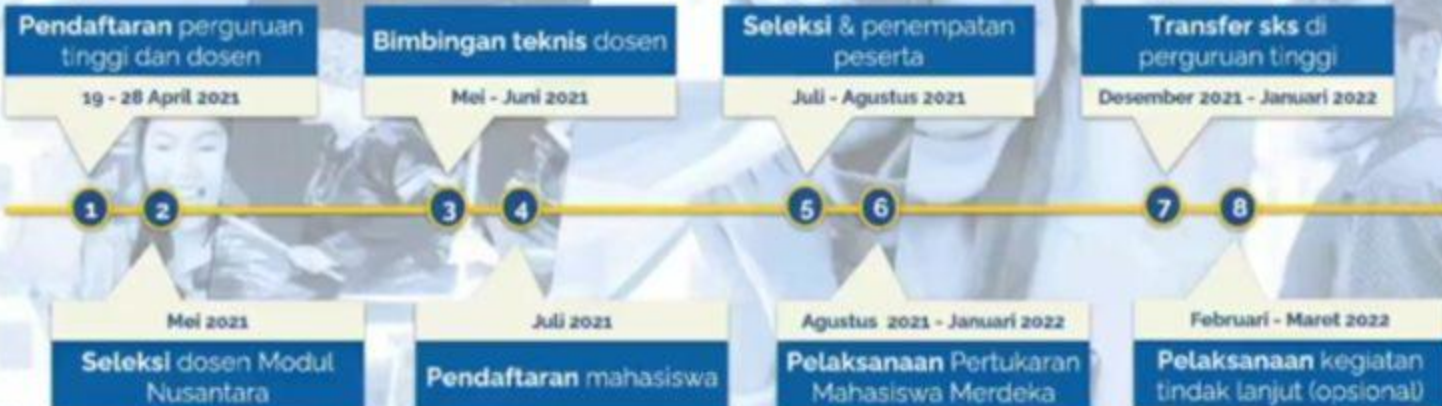 Pendaftaran perguruan
tinggi dan dosen
19 - 28 April 2021
Bimbingan teknis dosen
Mei - Juni 2021
Seleksi & penempatan
peserta
Juli - Agustus 2021
Transfer sks di
perguruan tinggi
Desember 2021 - Januari 2022
1
2
3
4
5
6
7
8
Mei 2021
Seleksi dosen Modul
Nusantara
Juli 2021
Pendaftaran mahasiswa
Agustus 2021 - Januari 2022
Pelaksanaan Pertukaran
Mahasiswa Merdeka
Februari - Maret 2022
Pelaksanaan kegiatan
tindak lanjut (opsional)